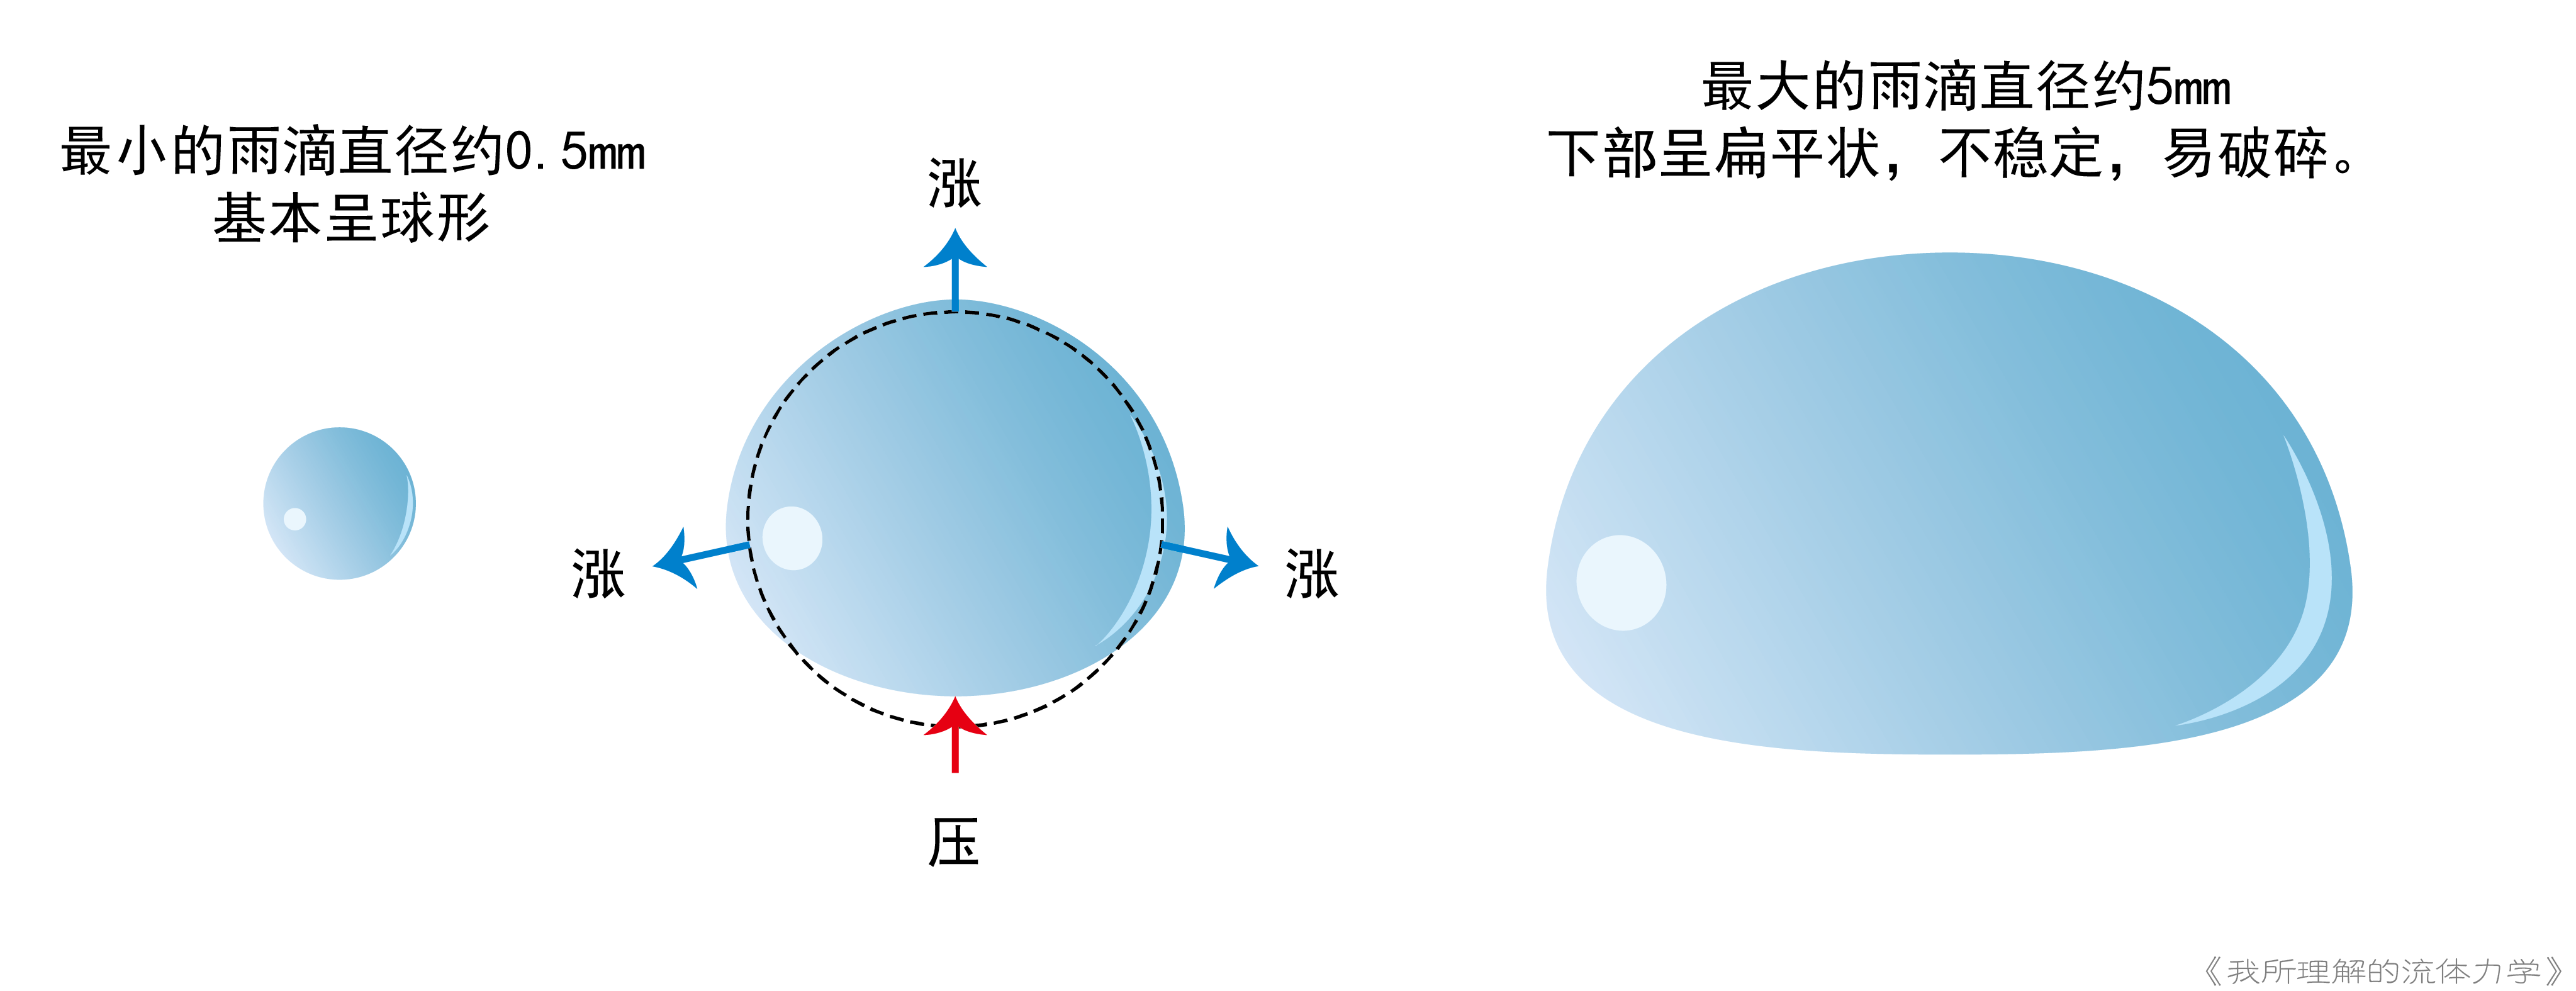 最小的雨滴直径约0.5mm
基本呈球形
涨
涨
涨
压
最大的雨滴直径约5mm
下部呈扁平状，不稳定，易破碎。
《我所理解的流体力学》